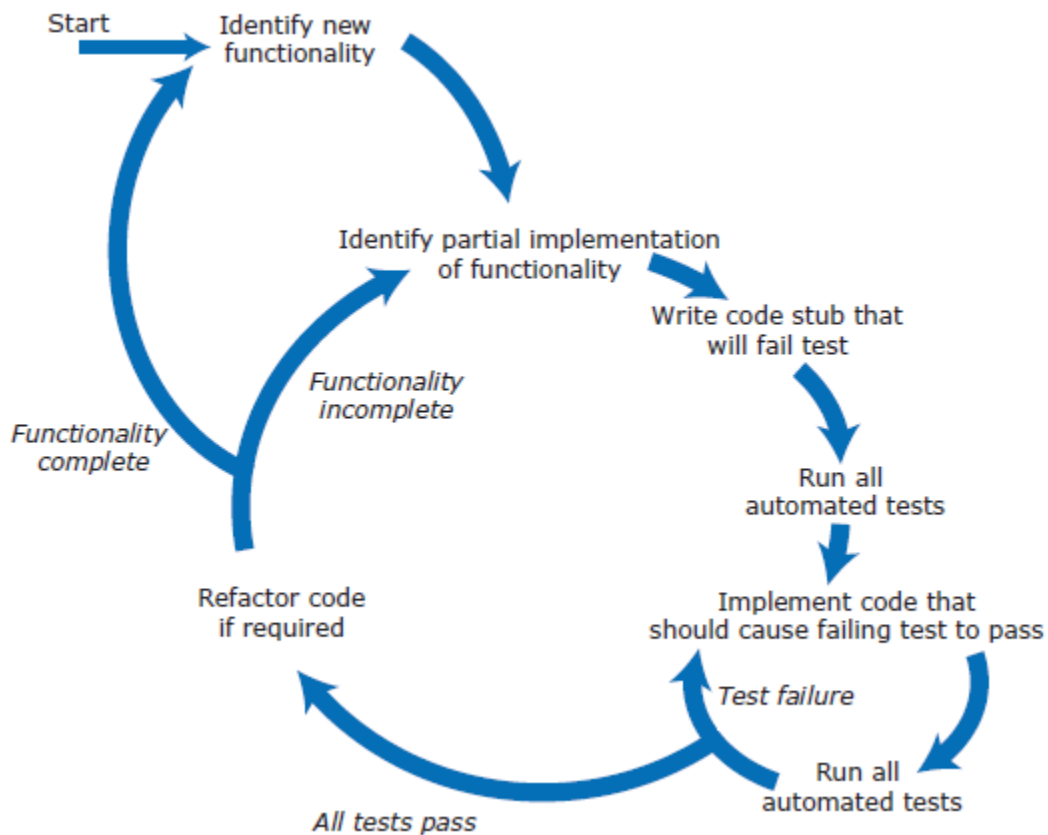 Start
Identify new
functionality
Identify partial implementation
of functionality
Write code stub that
will fail test
Functionality
incomplete
Functionality
complete
Run all
automated tests
Refactor code
if required
Implement code that
should cause failing test to pass
Test failure
Run all
automated tests
All tests pass